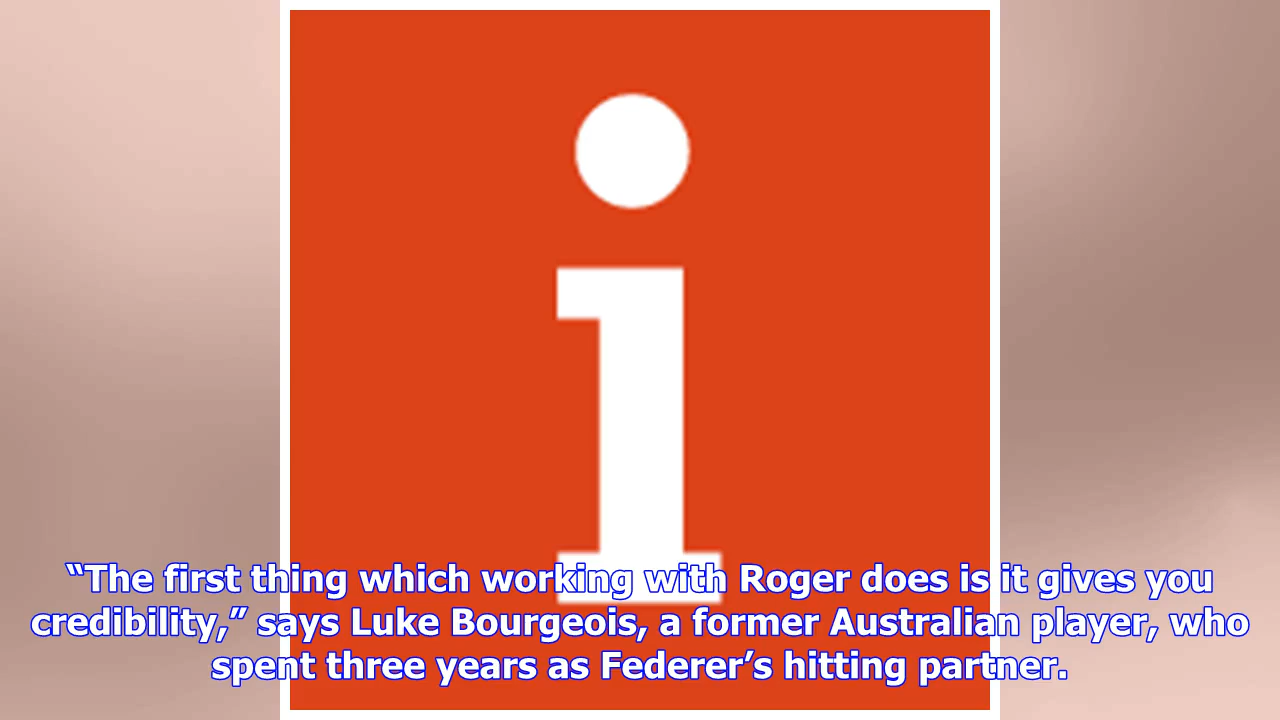 i
“The first thing which working with Roger does is it gives you
credibility,” says Luke Bourgeois, a former Australian player, who
spent three years as Federer’s hitting partner.